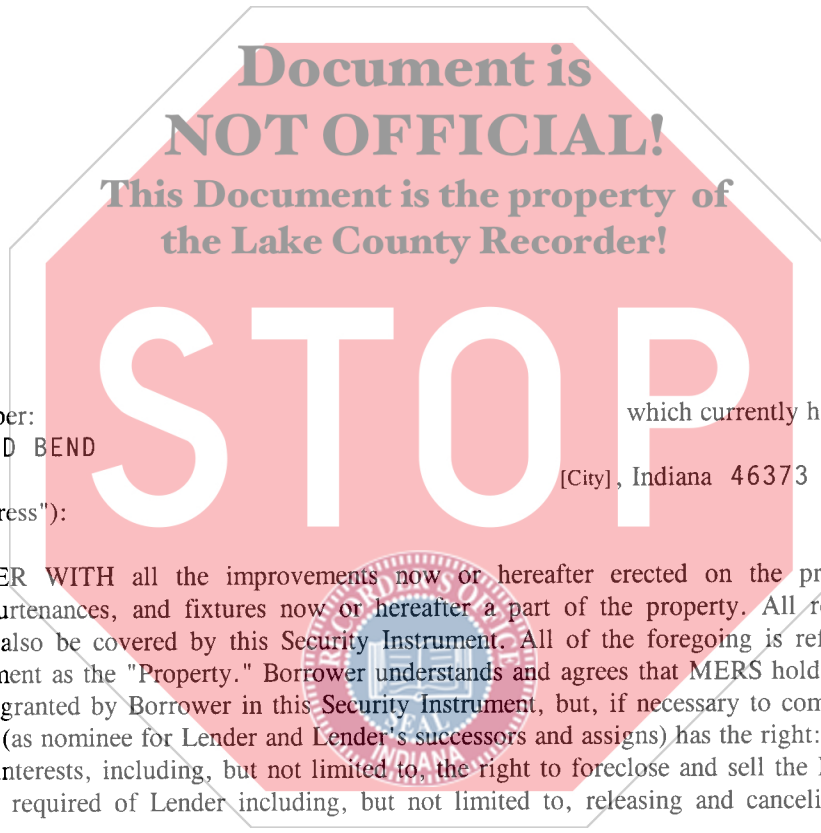 Document is
NOT OFFICIAL!
This Document is the property of
the Lake County Recorder!
STOP
ber: which currently h
D BEND
[City], Indiana 46373
ress"):
ER WITH all the improvements now or hereafter erected on the pr
urtenances, and fixtures now or hereafter a part of the property. All r
also be covered by this Security Instrument. All of the foregoing is ref
ment as the "Property." Borrower understands and agrees that MERS hold
granted by Borrower in this Security Instrument, but, if necessary to com
(as nominee for Lender and Lender's successors and assigns) has the right:
nterests, including, but not limited to, the right to foreclose and sell the
required of Lender including, but not limited to, releasing and canceli
RECORDER'S OFFICE
SEAL
INDIANA